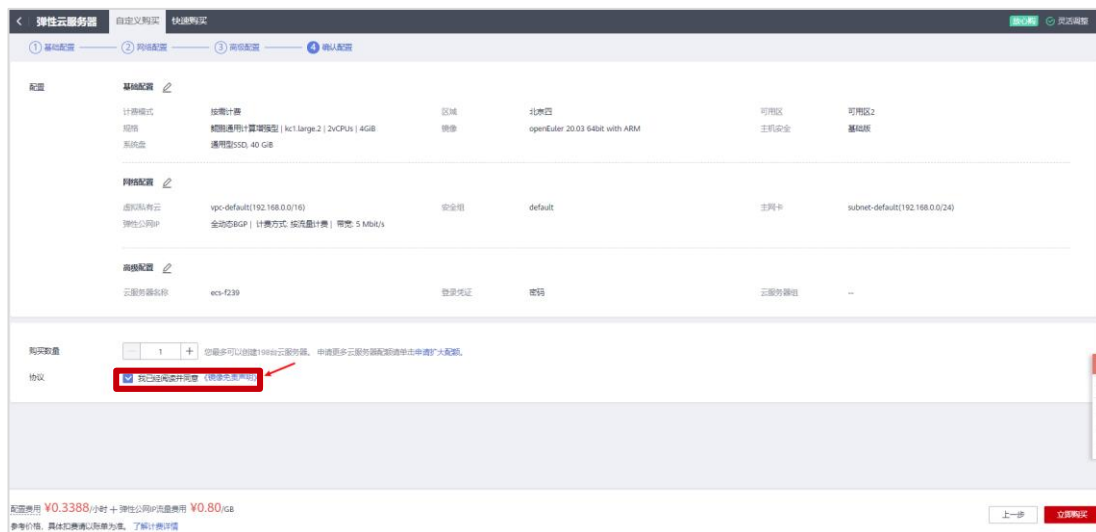 弹性云服务器 自定义购买 快速购买 放心购 灵活调整
1 基础配置 2 网络配置 3 高级配置 4 确认配置
配置 基础配置
计费模式 按需计费 区域 北京四 可用区 可用区2
规格 鲲鹏通用计算增强型 | kc1.large.2 | 2vCPUs | 4GiB 镜像 openEuler 20.03 64bit with ARM 主机安全 基础版
系统盘 通用型SSD, 40 GiB
网络配置
虚拟私有云 vpc-default(192.168.0.0/16) 安全组 default 主网卡 subnet-default(192.168.0.0/24)
弹性公网IP 全动态BGP | 计费方式: 按流量计费 | 带宽: 5 Mbit/s
高级配置
云服务器名称 ecs-f239 登录凭证 密码 云服务器组 --
购买数量 − 1 + 您最多可以创建198台云服务器。 申请更多云服务器配额请单击申请扩大配额。
协议 我已经阅读并同意 《镜像免责声明》
配置费用 ¥0.3388/小时 + 弹性公网IP流量费用 ¥0.80/GB 上一步 立即购买
参考价格，具体扣费请以账单为准。 了解计费详情